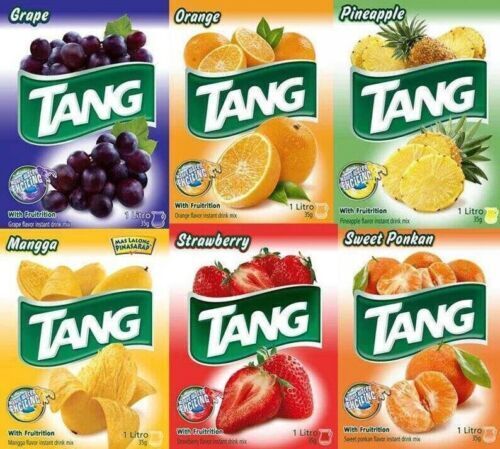 Grape
TANG
With Fruitrition
1 Litro
35g
Grape flavor instant drink mix
Orange
TANG
With Fruitrition
1 Litro
35g
Orange flavor instant drink mix
Pineapple
TANG
With Fruitrition
1 Litro
35g
Pineapple flavor instant drink mix
Mangga
MAS LALONG
PINASARAP
TANG
EXCITING
With Fruitrition
1 Litro
35g
Mangga flavor instant drink mix
Strawberry
TANG
EXCITING
With Fruitrition
1 Litro
35g
Strawberry flavor instant drink mix
Sweet Ponkan
TANG
EXCITING
With Fruitrition
1 Litro
35g
Sweet ponkan flavor instant drink mix